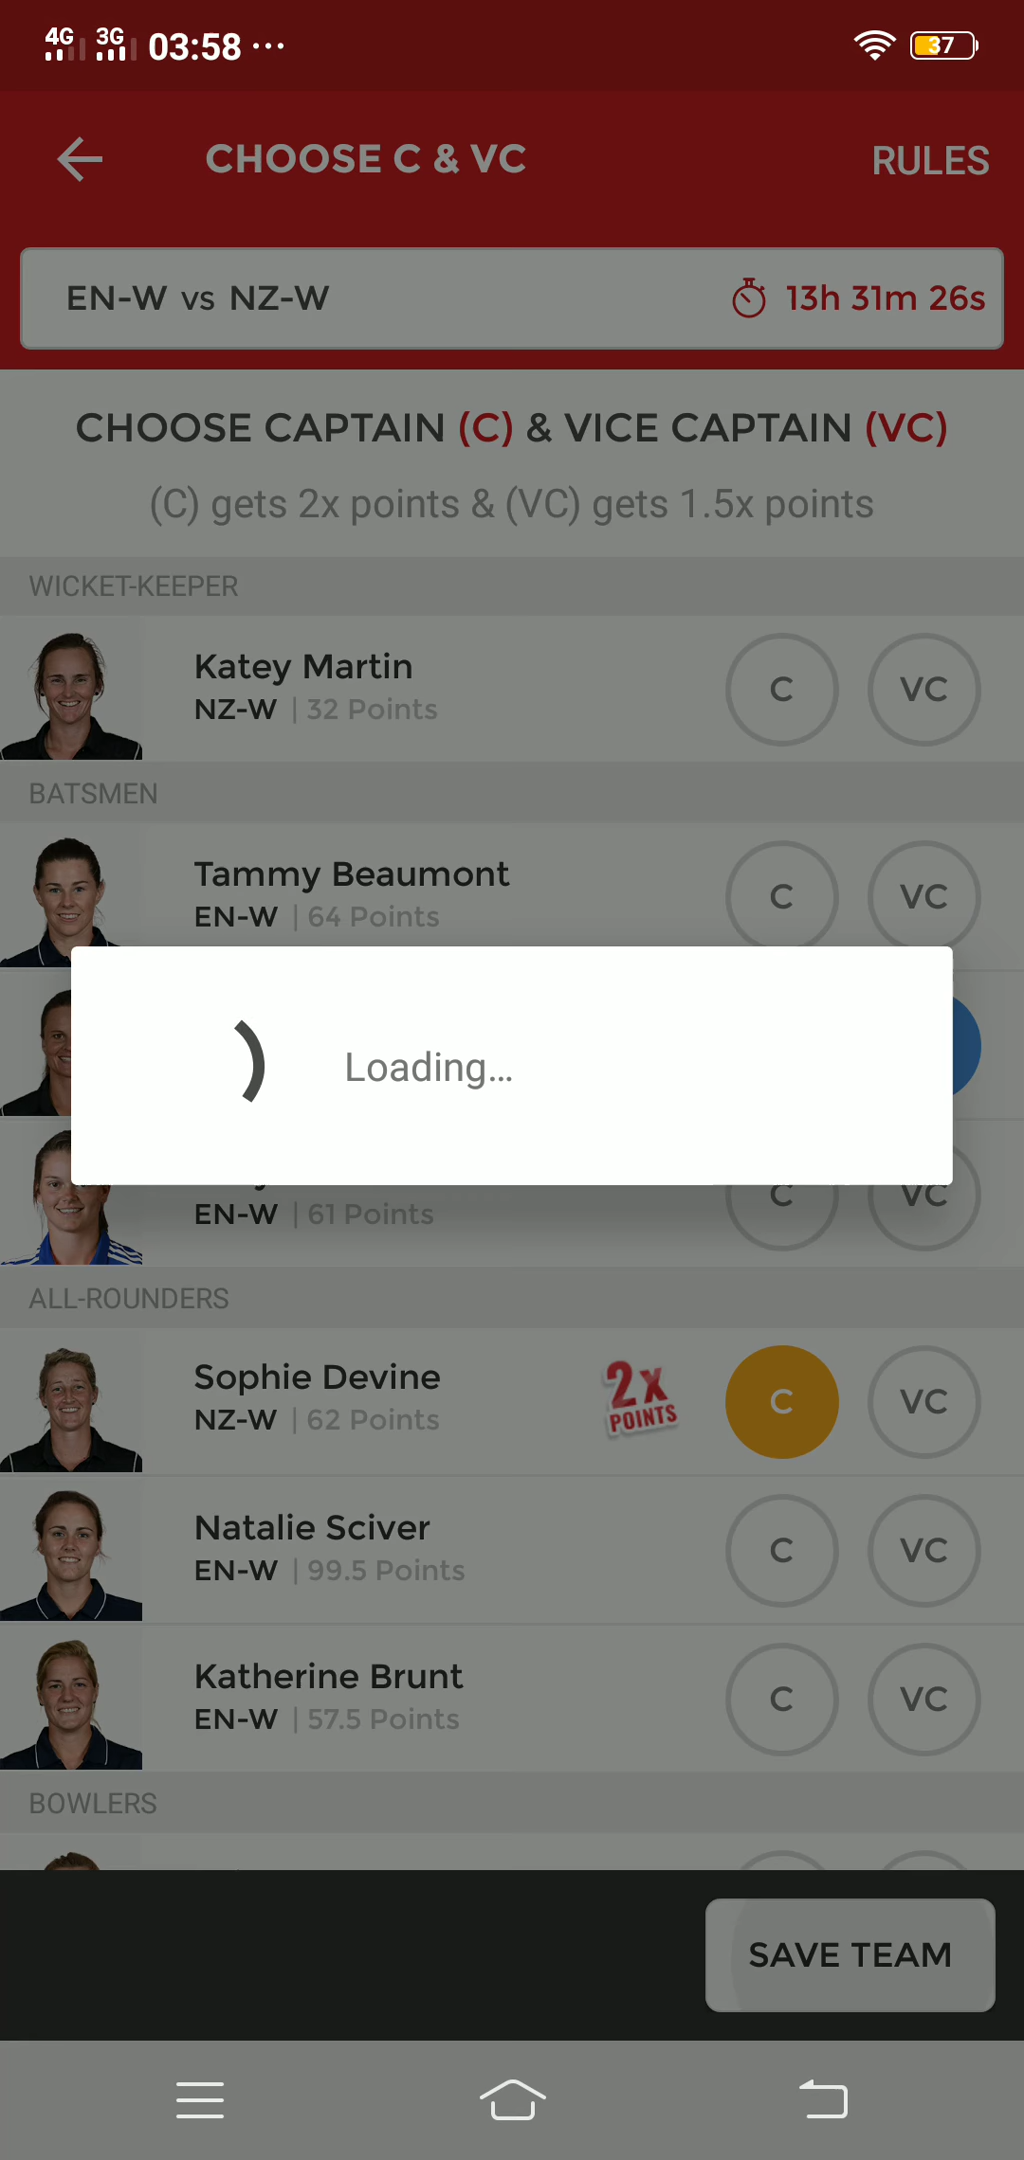 4G 3G 03:58 ... 37
CHOOSE C & VC RULES
EN-W vs NZ-W 13h 31m 26s
CHOOSE CAPTAIN (C) & VICE CAPTAIN (VC)
(C) gets 2x points & (VC) gets 1.5x points
WICKET-KEEPER
Katey Martin
NZ-W | 32 Points C VC
BATSMEN
Tammy Beaumont
EN-W | 64 Points C VC
Loading...
EN-W | 61 Points C VC
ALL-ROUNDERS
Sophie Devine
NZ-W | 62 Points 2x POINTS C VC
Natalie Sciver
EN-W | 99.5 Points C VC
Katherine Brunt
EN-W | 57.5 Points C VC
BOWLERS
SAVE TEAM